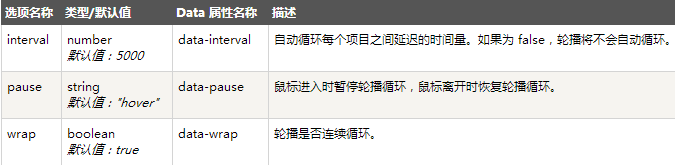 选项名称 类型/默认值 Data 属性名称 描述
interval number data-interval 自动循环每个项目之间延迟的时间量。如果为 false，轮播将不会自动循环。
默认值：5000
pause string data-pause 鼠标进入时暂停轮播循环，鼠标离开时恢复轮播循环。
默认值："hover"
wrap boolean data-wrap 轮播是否连续循环。
默认值：true